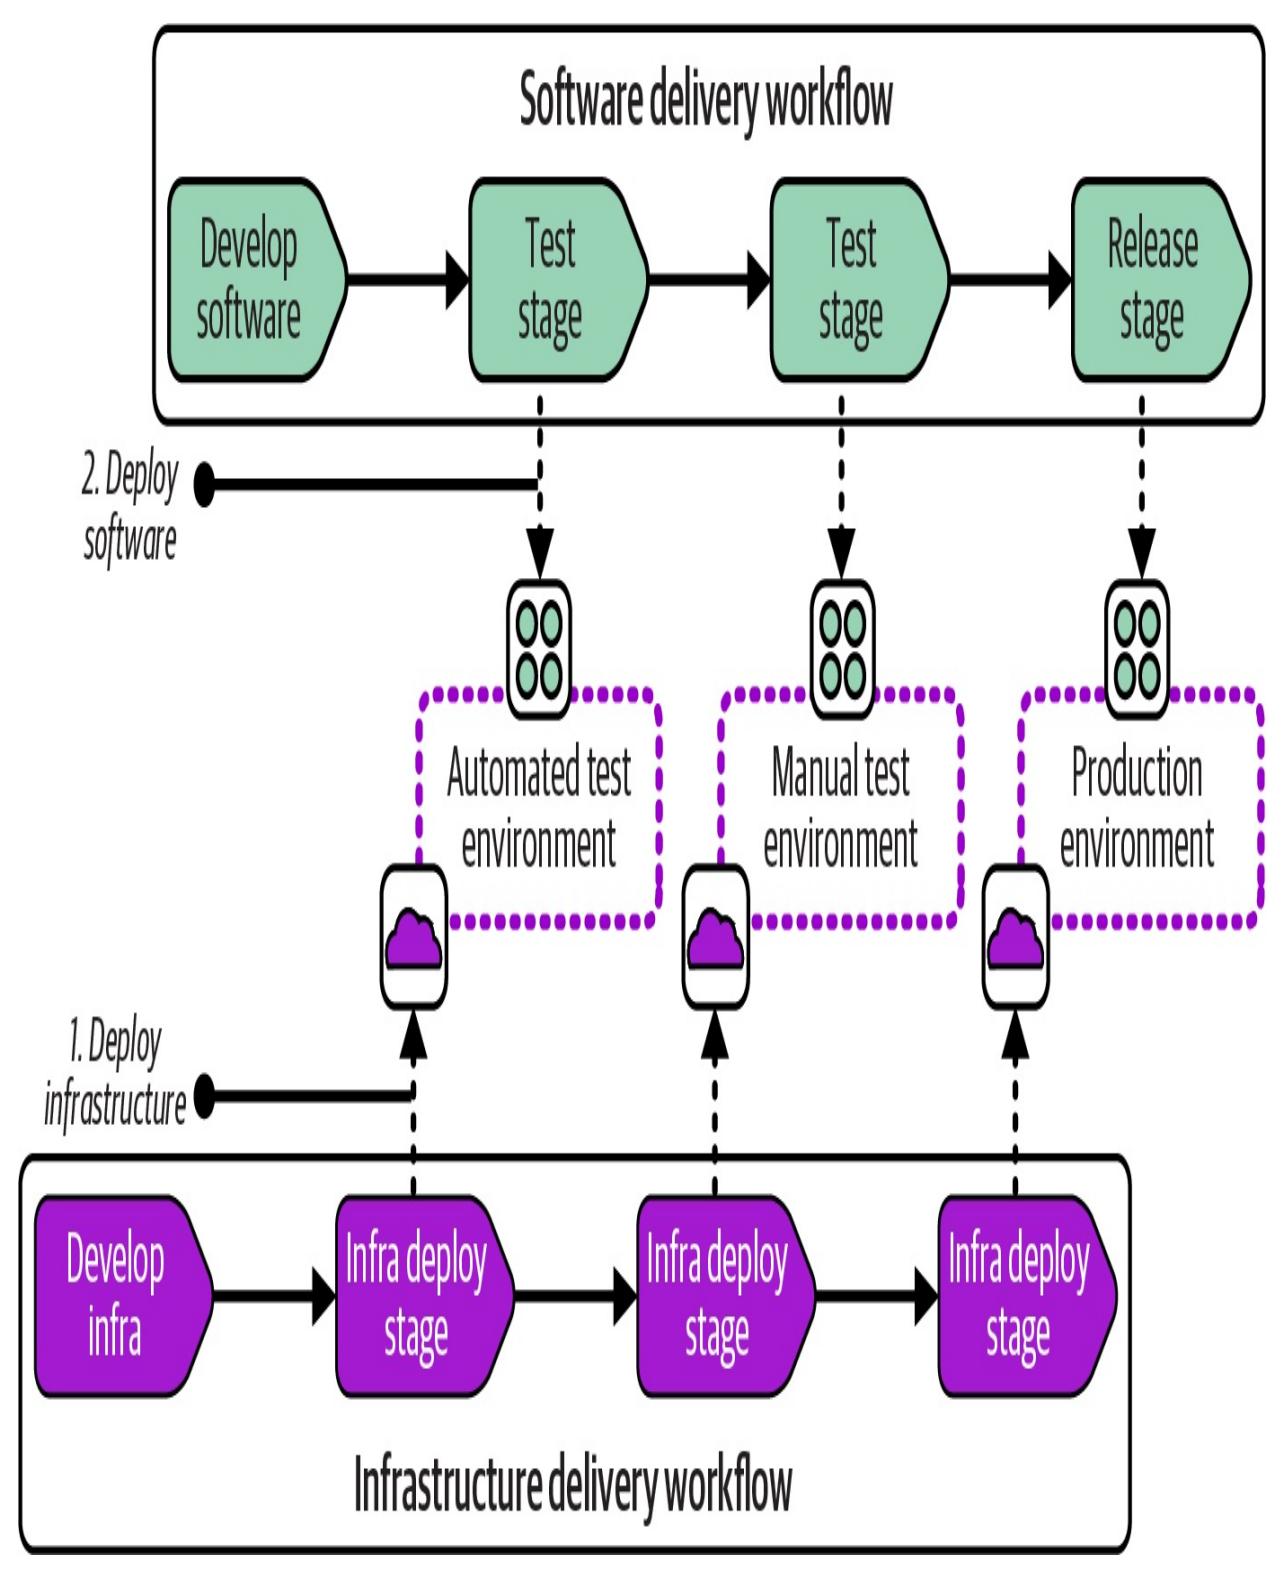 Software delivery workflow
Develop
software
Test
stage
Test
stage
Release
stage
2. Deploy
software
Automated test
environment
Manual test
environment
Production
environment
1. Deploy
infrastructure
Develop
infra
Infra deploy
stage
Infra deploy
stage
Infra deploy
stage
Infrastructure delivery workflow